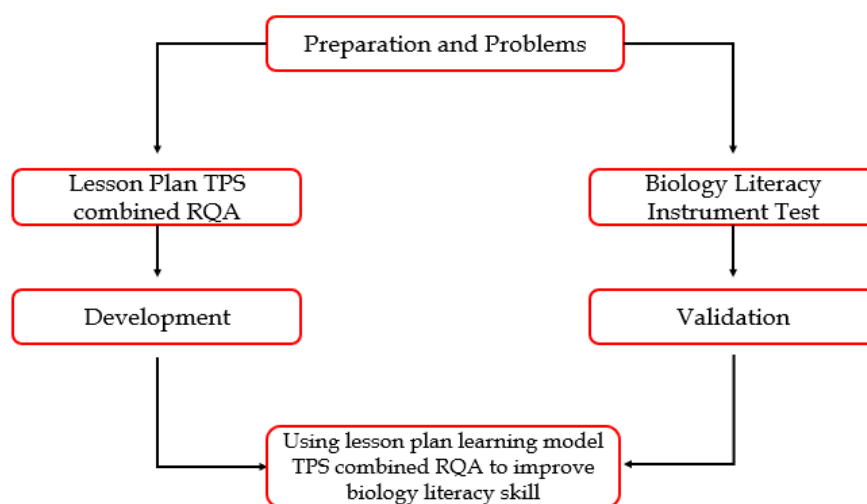 Preparation and Problems
Lesson Plan TPS
combined RQA
Biology Literacy
Instrument Test
Development
Validation
Using lesson plan learning model
TPS combined RQA to improve
biology literacy skill